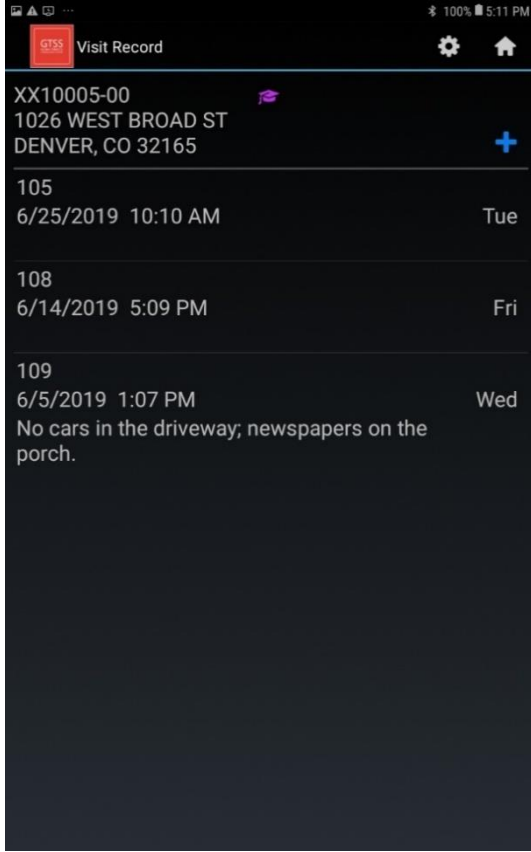 100% 5:11 PM
GTSS
Visit Record
XX10005-00
1026 WEST BROAD ST
DENVER, CO 32165
105
6/25/2019 10:10 AM Tue
108
6/14/2019 5:09 PM Fri
109
6/5/2019 1:07 PM Wed
No cars in the driveway; newspapers on the
porch.